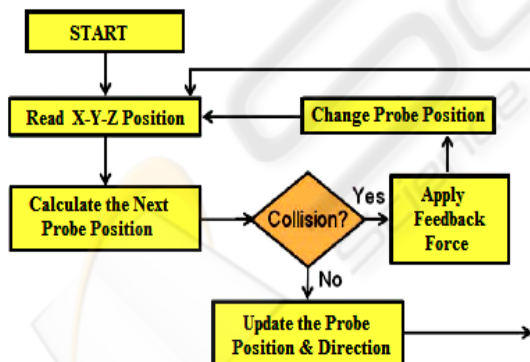 START
Read X-Y-Z Position
Change Probe Position
Calculate the Next
Probe Position
Collision?
Yes
Apply
Feedback
Force
No
Update the Probe
Position & Direction